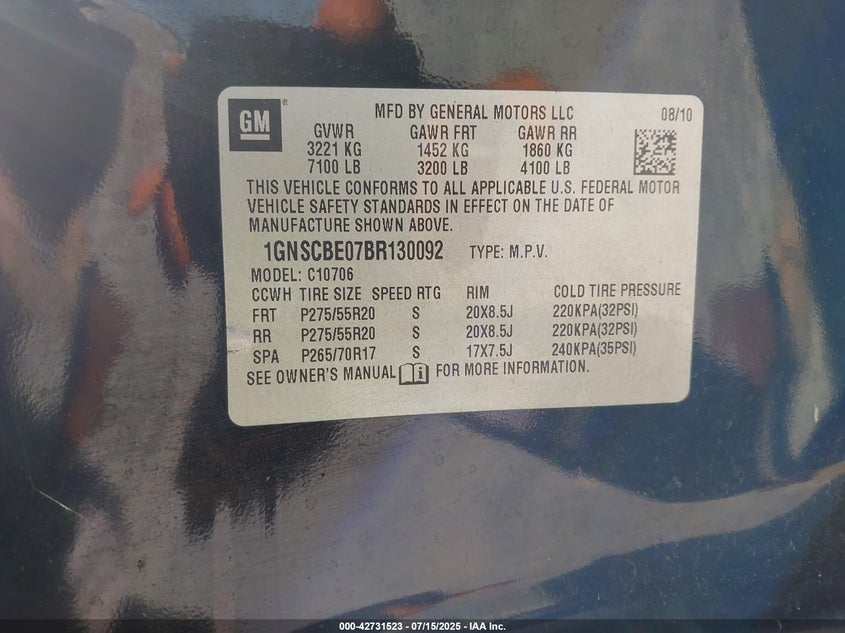 GM
MFD BY GENERAL MOTORS LLC 08/10
GVWR GAWR FRT GAWR RR
3221 KG 1452 KG 1860 KG
7100 LB 3200 LB 4100 LB
THIS VEHICLE CONFORMS TO ALL APPLICABLE U.S. FEDERAL MOTOR
VEHICLE SAFETY STANDARDS IN EFFECT ON THE DATE OF
MANUFACTURE SHOWN ABOVE.
1GNSCBE07BR130092 TYPE: M.P.V.
MODEL: C10706
CCWH TIRE SIZE SPEED RTG RIM COLD TIRE PRESSURE
FRT P275/55R20 S 20X8.5J 220KPA(32PSI)
RR P275/55R20 S 20X8.5J 220KPA(32PSI)
SPA P265/70R17 S 17X7.5J 240KPA(35PSI)
SEE OWNER'S MANUAL FOR MORE INFORMATION.
000-42731523 - 07/15/2025 - IAA Inc.